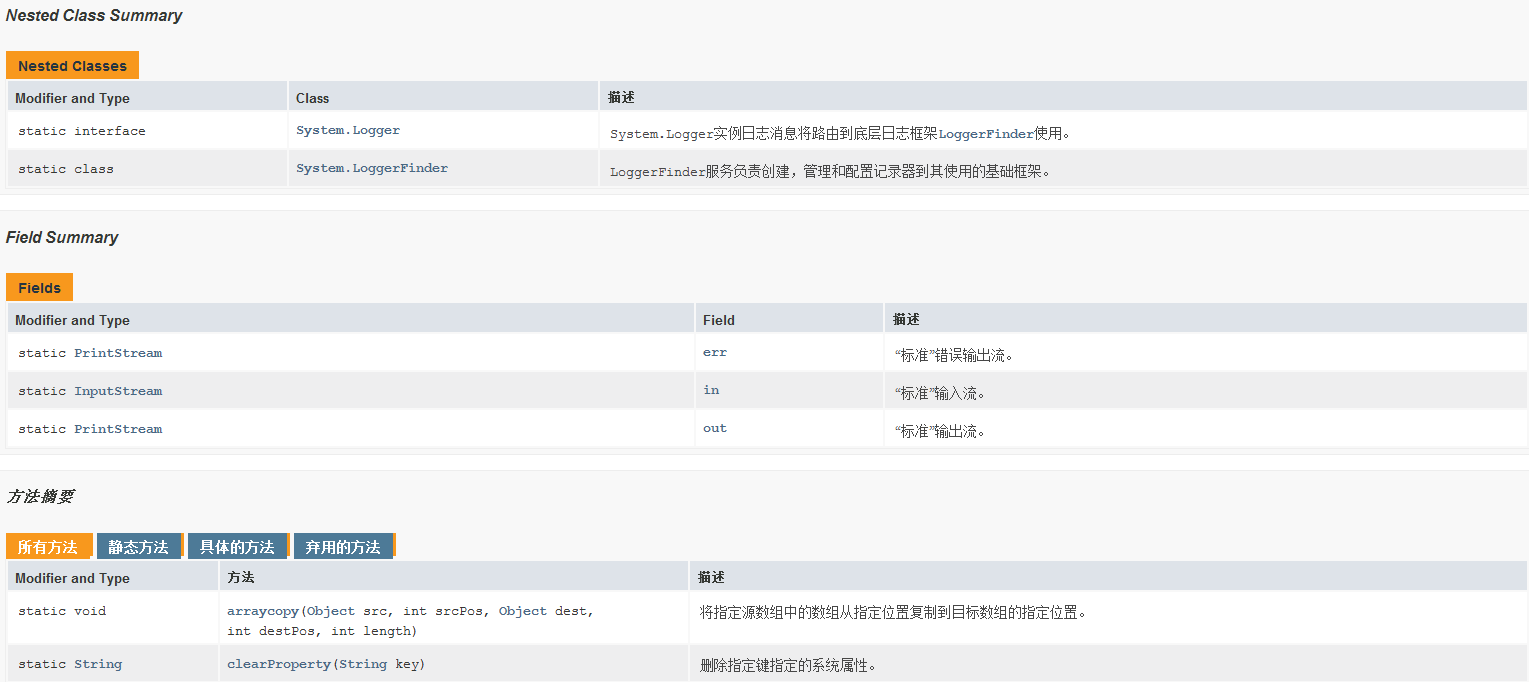 Nested Class Summary
Nested Classes
Modifier and Type Class 描述
static interface System.Logger System.Logger实例日志消息将路由到底层日志框架LoggerFinder使用。
static class System.LoggerFinder LoggerFinder服务负责创建，管理和配置记录器到其使用的基础框架。
Field Summary
Fields
Modifier and Type Field 描述
static PrintStream err “标准”错误输出流。
static InputStream in “标准”输入流。
static PrintStream out “标准”输出流。
方法摘要
所有方法 静态方法 具体的方法 弃用的方法
Modifier and Type 方法 描述
static void arraycopy(Object src, int srcPos, Object dest, 将指定源数组中的数组从指定位置复制到目标数组的指定位置。
int destPos, int length)
static String clearProperty(String key) 删除指定键指定的系统属性。